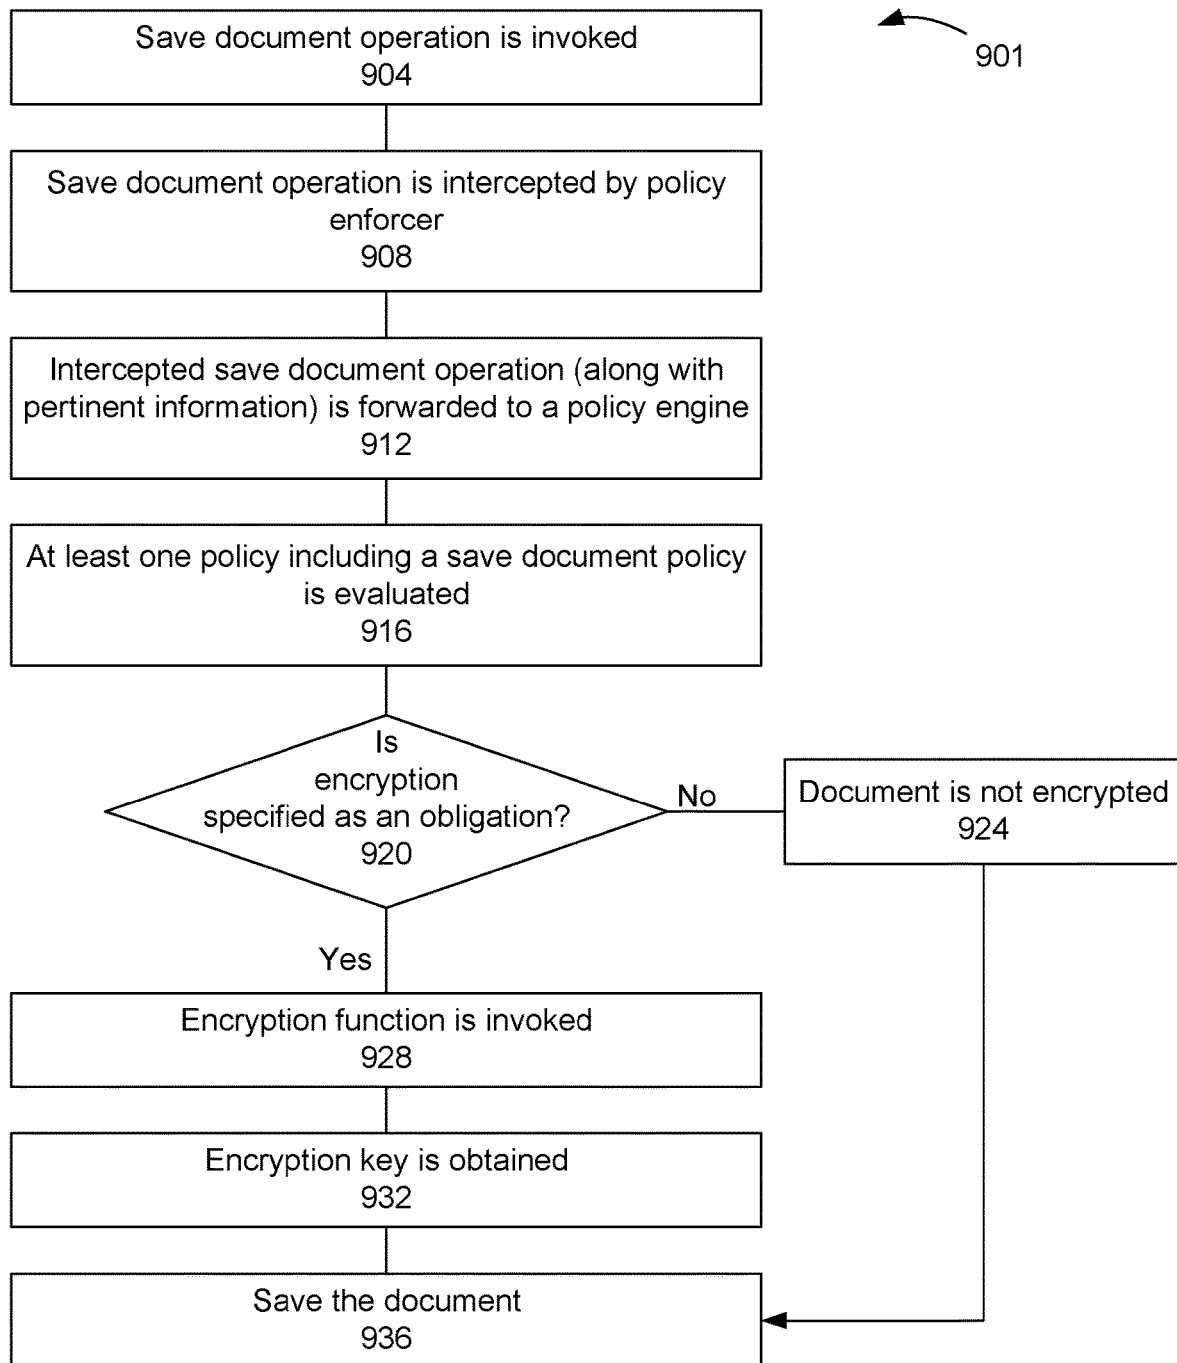 Save document operation is invoked
904
901
Save document operation is intercepted by policy
enforcer
908
Intercepted save document operation (along with
pertinent information) is forwarded to a policy engine
912
At least one policy including a save document policy
is evaluated
916
Is
encryption
specified as an obligation?
920
No
Document is not encrypted
924
Yes
Encryption function is invoked
928
Encryption key is obtained
932
Save the document
936